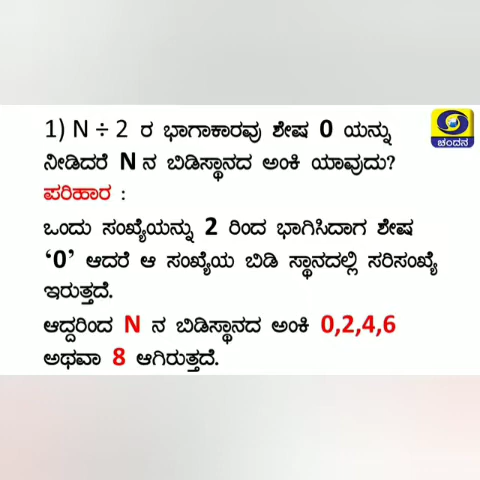 1) N ÷ 2 ರ ಭಾಗಾಕಾರವು ಶೇಷ 0 ಯನ್ನು
ನೀಡಿದರೆ N ನ ಬಿಡಿಸ್ಥಾನದ ಅಂಕಿ ಯಾವುದು?
ಪರಿಹಾರ :
ಒಂದು ಸಂಖ್ಯೆಯನ್ನು 2 ರಿಂದ ಭಾಗಿಸಿದಾಗ ಶೇಷ
‘0’ ಆದರೆ ಆ ಸಂಖ್ಯೆಯ ಬಿಡಿ ಸ್ಥಾನದಲ್ಲಿ ಸರಿಸಂಖ್ಯೆ
ಇರುತ್ತದೆ.
ಆದ್ದರಿಂದ N ನ ಬಿಡಿಸ್ಥಾನದ ಅಂಕಿ 0,2,4,6
ಅಥವಾ 8 ಆಗಿರುತ್ತದೆ.
ಚಂದನ